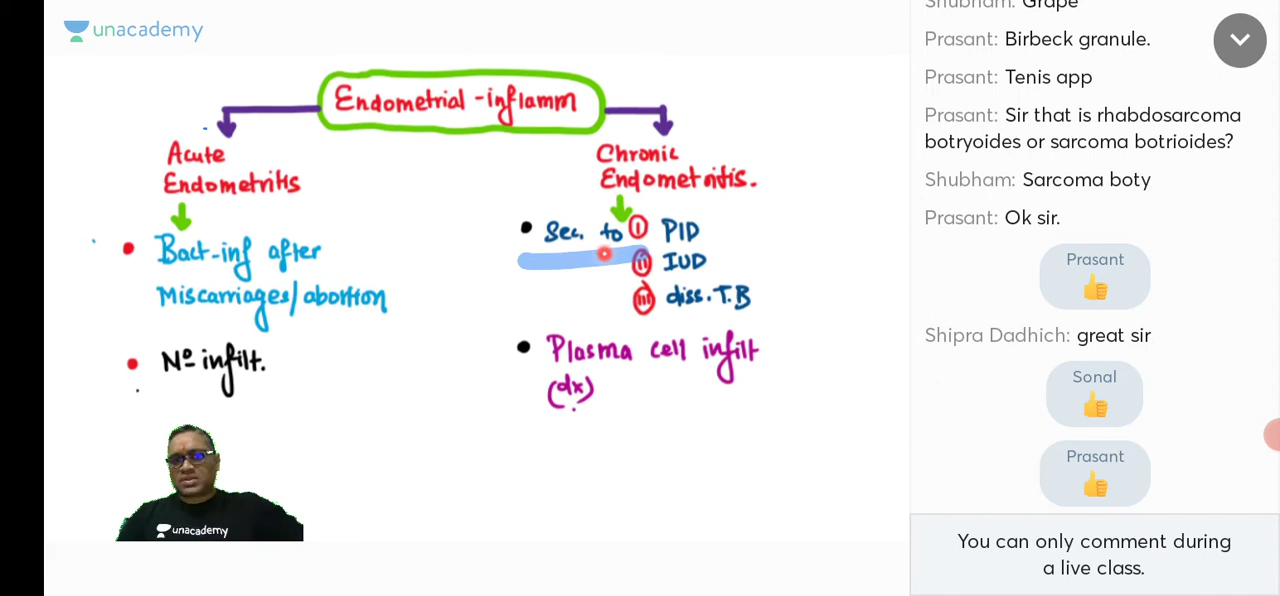 unacademy
Endometrial -inflamm
Acute
Endometritis
Bact-inf after
Miscarriages/abortion
Nº infilt.
Chronic
Endometritis.
Sec. to (i) PID
(ii) IUD
(iii) diss. T.B
Plasma cell infilt
(dx)
unacademy
Shubham: Grape
Prasant: Birbeck granule.
Prasant: Tenis app
Prasant: Sir that is rhabdosarcoma
botryoides or sarcoma botrioides?
Shubham: Sarcoma boty
Prasant: Ok sir.
Prasant
👍
Shipra Dadhich: great sir
Sonal
👍
Prasant
👍
You can only comment during
a live class.